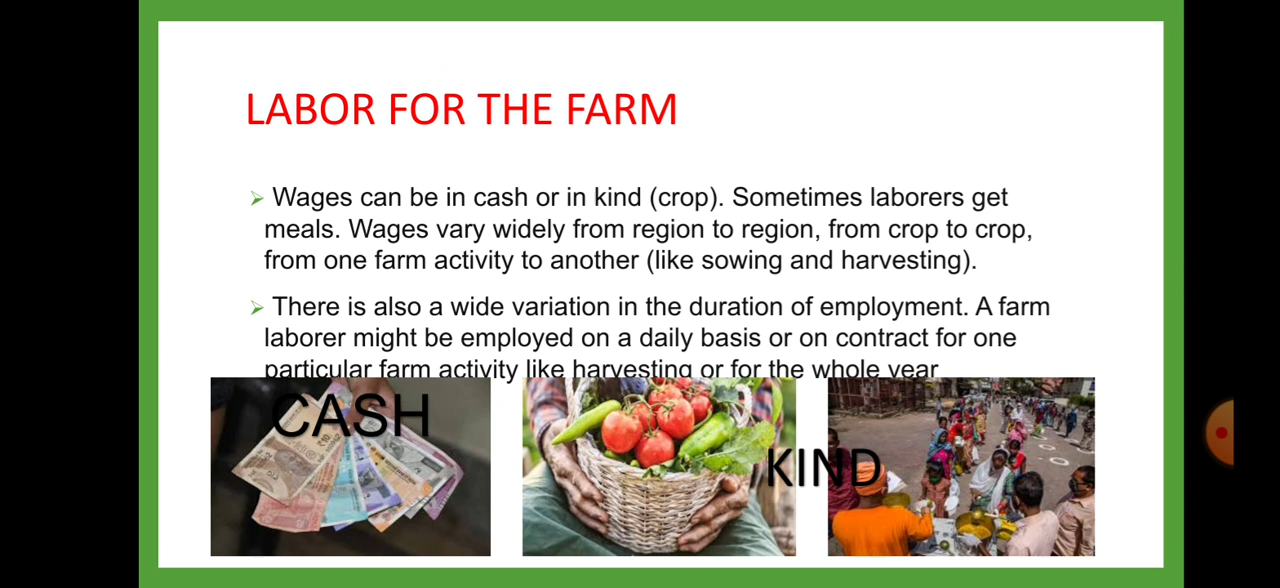 LABOR FOR THE FARM
➢ Wages can be in cash or in kind (crop). Sometimes laborers get
meals. Wages vary widely from region to region, from crop to crop,
from one farm activity to another (like sowing and harvesting).
➢ There is also a wide variation in the duration of employment. A farm
laborer might be employed on a daily basis or on contract for one
particular farm activity like harvesting or for the whole year
CASH
KIND